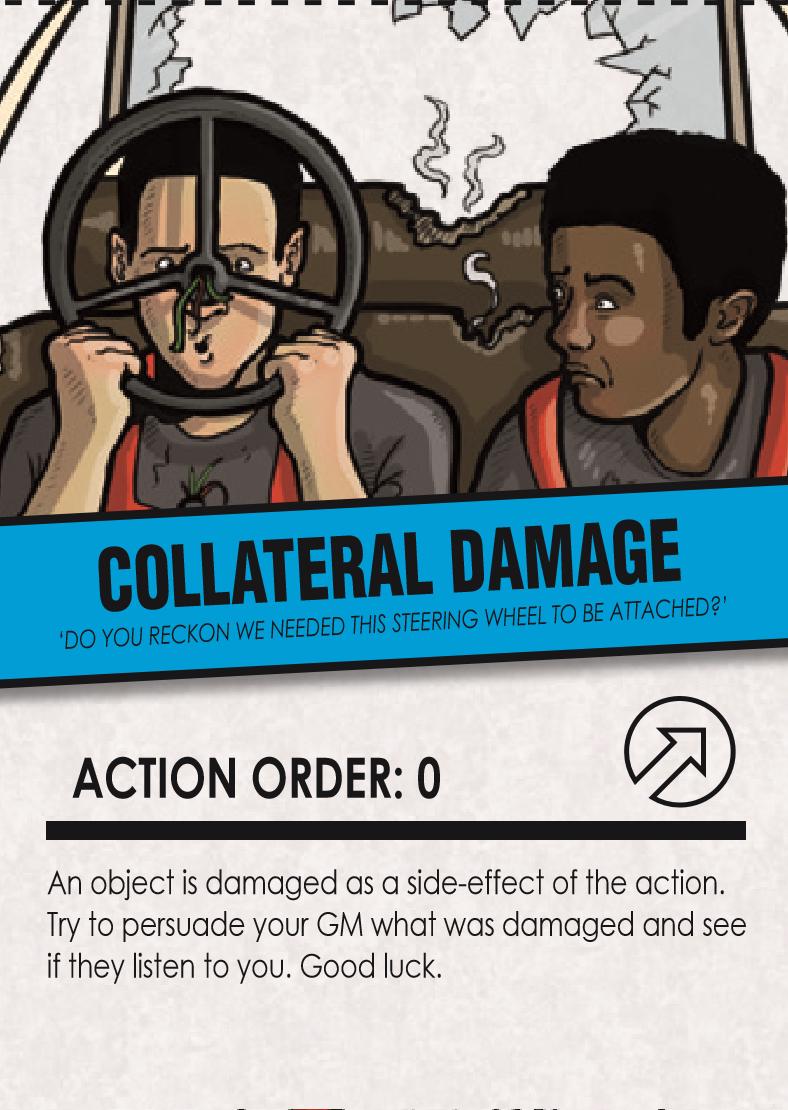 COLLATERAL DAMAGE
‘DO YOU RECKON WE NEEDED THIS STEERING WHEEL TO BE ATTACHED?’
ACTION ORDER: 0
An object is damaged as a side-effect of the action.
Try to persuade your GM what was damaged and see
if they listen to you. Good luck.